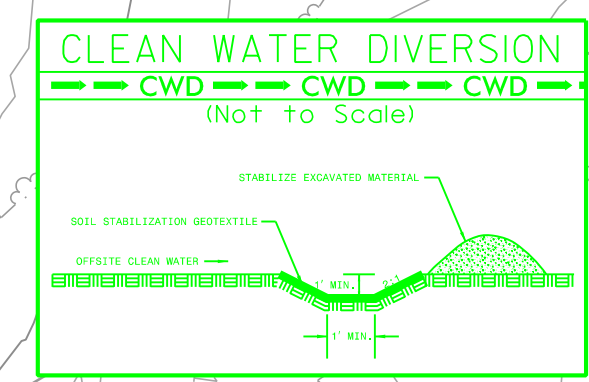 CLEAN WATER DIVERSION
CWD CWD CWD
(Not to Scale)
STABILIZE EXCAVATED MATERIAL
SOIL STABILIZATION GEOTEXTILE
OFFSITE CLEAN WATER
1' MIN. 2:1
1' MIN.